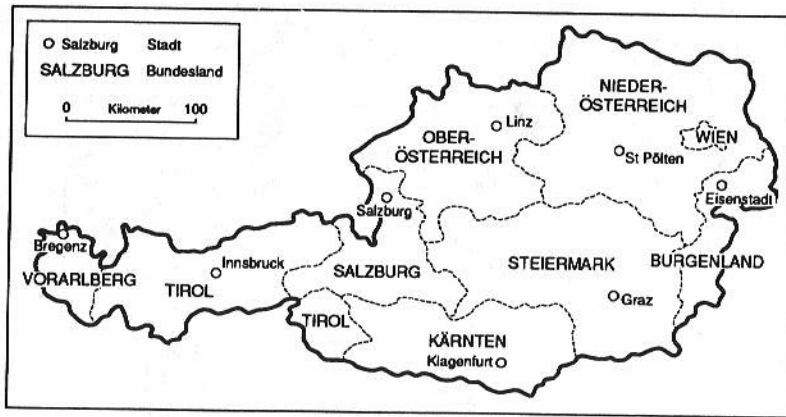 Salzburg Stadt
SALZBURG Bundesland
0 Kilometer 100
NIEDER-
ÖSTERREICH
Linz
OBER-
ÖSTERREICH
WIEN
St Pölten
Eisenstadt
Salzburg
Bregenz
Innsbruck
VORARLBERG
TIROL
SALZBURG
STEIERMARK
BURGENLAND
Graz
TIROL
KÄRNTEN
Klagenfurt